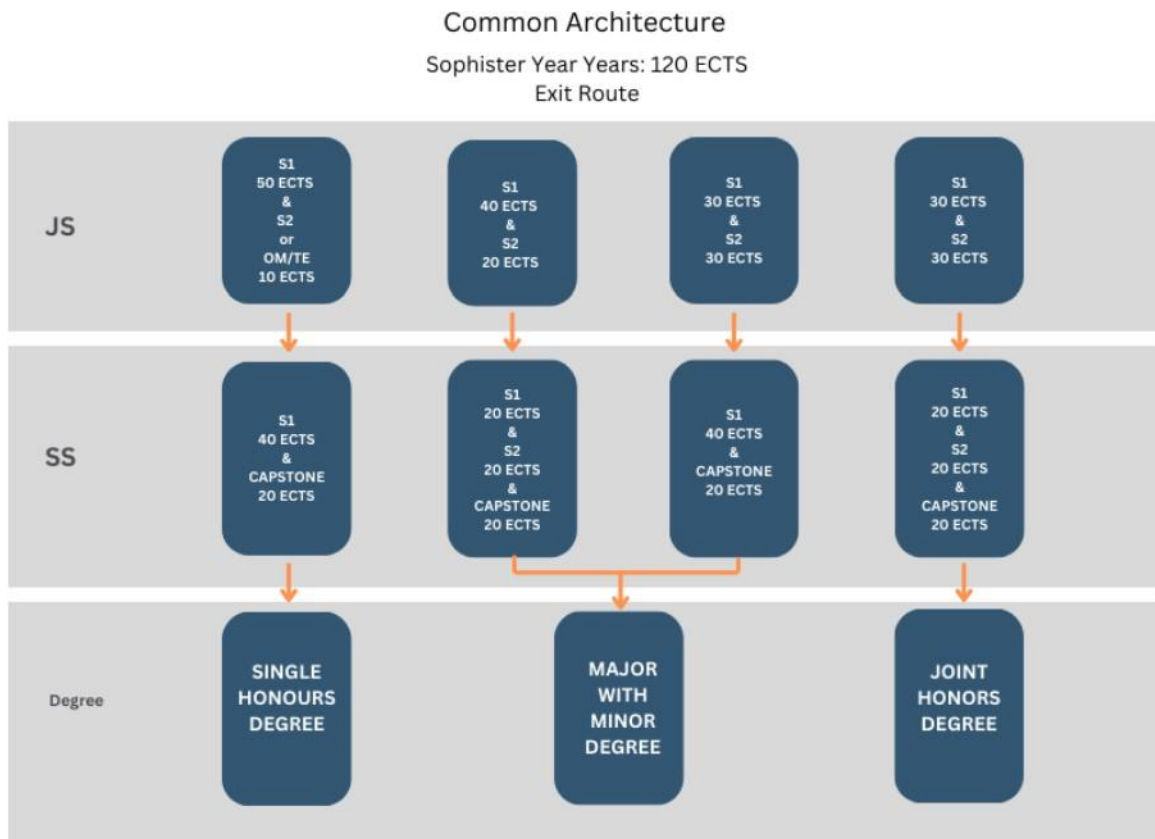 Common Architecture
Sophister Year Years: 120 ECTS
Exit Route
JS
S1
50 ECTS
&
S2
or
OM/TE
10 ECTS
S1
40 ECTS
&
S2
20 ECTS
S1
30 ECTS
&
S2
30 ECTS
S1
30 ECTS
&
S2
30 ECTS
SS
S1
40 ECTS
&
CAPSTONE
20 ECTS
S1
20 ECTS
&
S2
20 ECTS
&
CAPSTONE
20 ECTS
S1
40 ECTS
&
CAPSTONE
20 ECTS
S1
20 ECTS
&
S2
20 ECTS
&
CAPSTONE
20 ECTS
Degree
SINGLE
HONOURS
DEGREE
MAJOR
WITH
MINOR
DEGREE
JOINT
HONORS
DEGREE